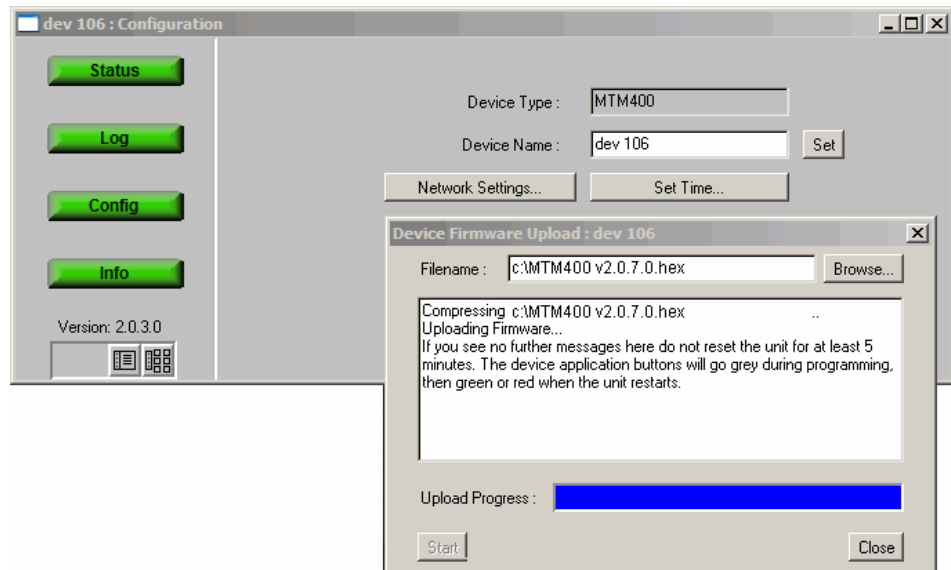 dev 106 : Configuration
Status
Log
Config
Info
Version: 2.0.3.0
Device Type :
MTM400
Device Name :
dev 106
Set
Network Settings...
Set Time...
Device Firmware Upload : dev 106
Filename :
c:\MTM400 v2.0.7.0.hex
Browse...
Compressing c:\MTM400 v2.0.7.0.hex ..
Uploading Firmware...
If you see no further messages here do not reset the unit for at least 5
minutes. The device application buttons will go grey during programming,
then green or red when the unit restarts.
Upload Progress :
Start
Close